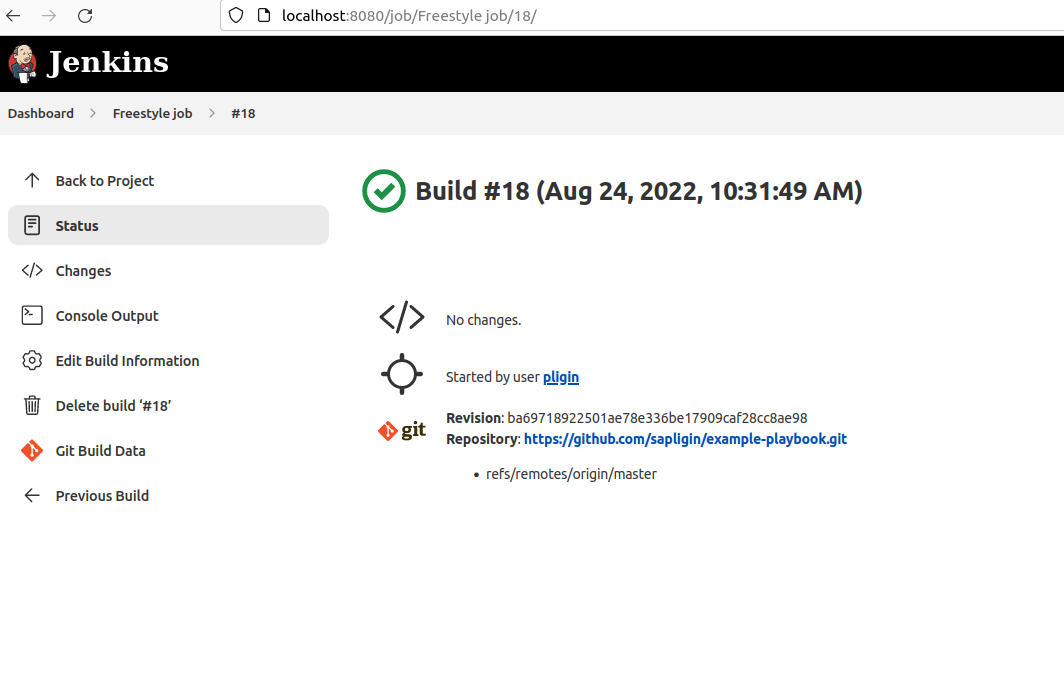 localhost:8080/job/Freestyle job/18/
Jenkins
Dashboard > Freestyle job > #18
Back to Project
Status
Changes
Console Output
Edit Build Information
Delete build ‘#18’
Git Build Data
Previous Build
Build #18 (Aug 24, 2022, 10:31:49 AM)
No changes.
Started by user pligin
git
Revision: ba69718922501ae78e336be17909caf28cc8ae98
Repository: https://github.com/sapligin/example-playbook.git
• refs/remotes/origin/master